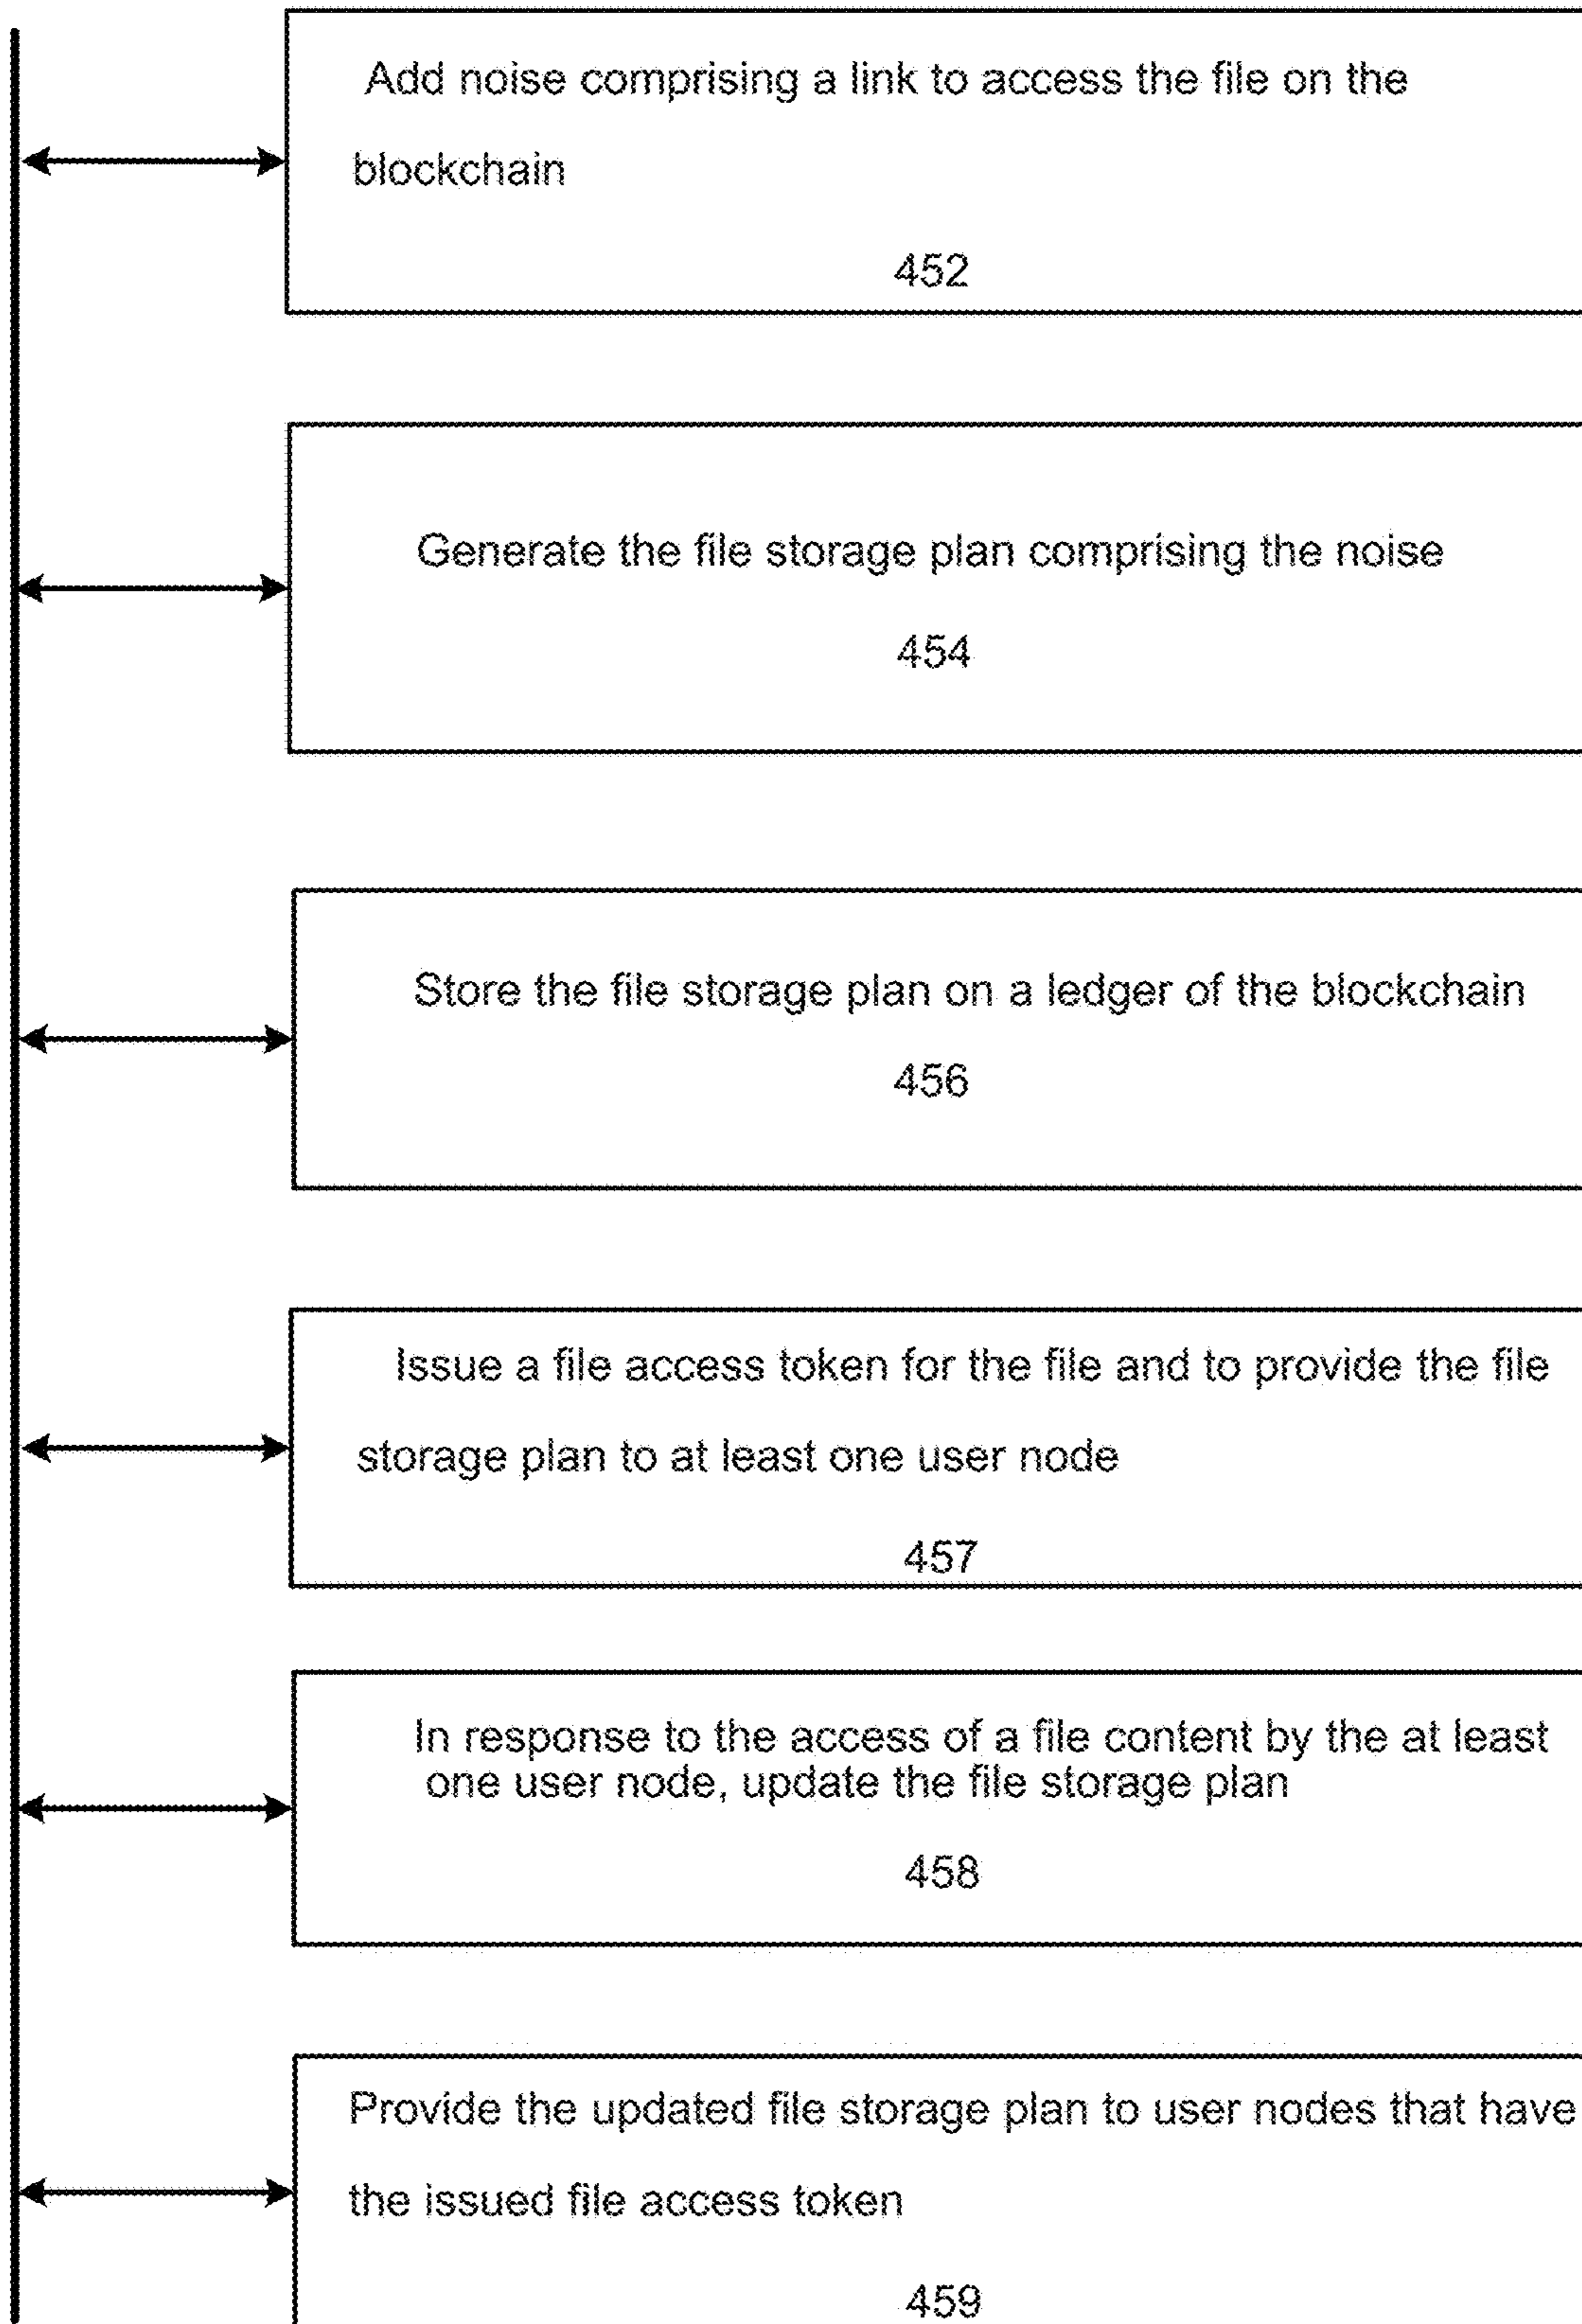 Add noise comprising a link to access the file on the
blockchain
452
Generate the file storage plan comprising the noise
454
Store the file storage plan on a ledger of the blockchain
456
Issue a file access token for the file and to provide the file
storage plan to at least one user node
457
In response to the access of a file content by the at least
one user node, update the file storage plan
458
Provide the updated file storage plan to user nodes that have
the issued file access token
459